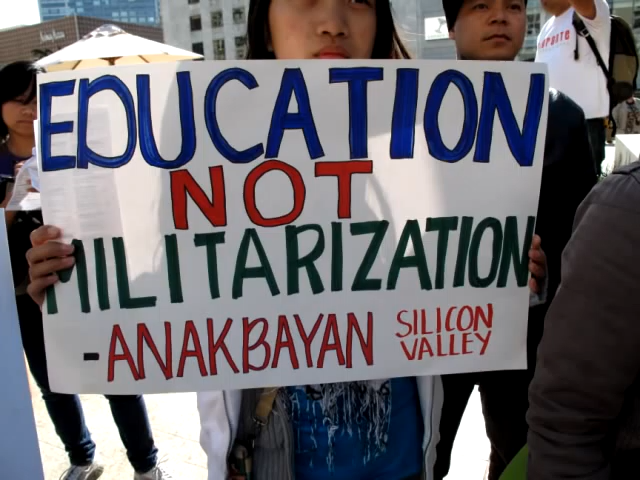 EDUCATION
NOT
MILITARIZATION
-ANAKBAYAN SILICON
VALLEY